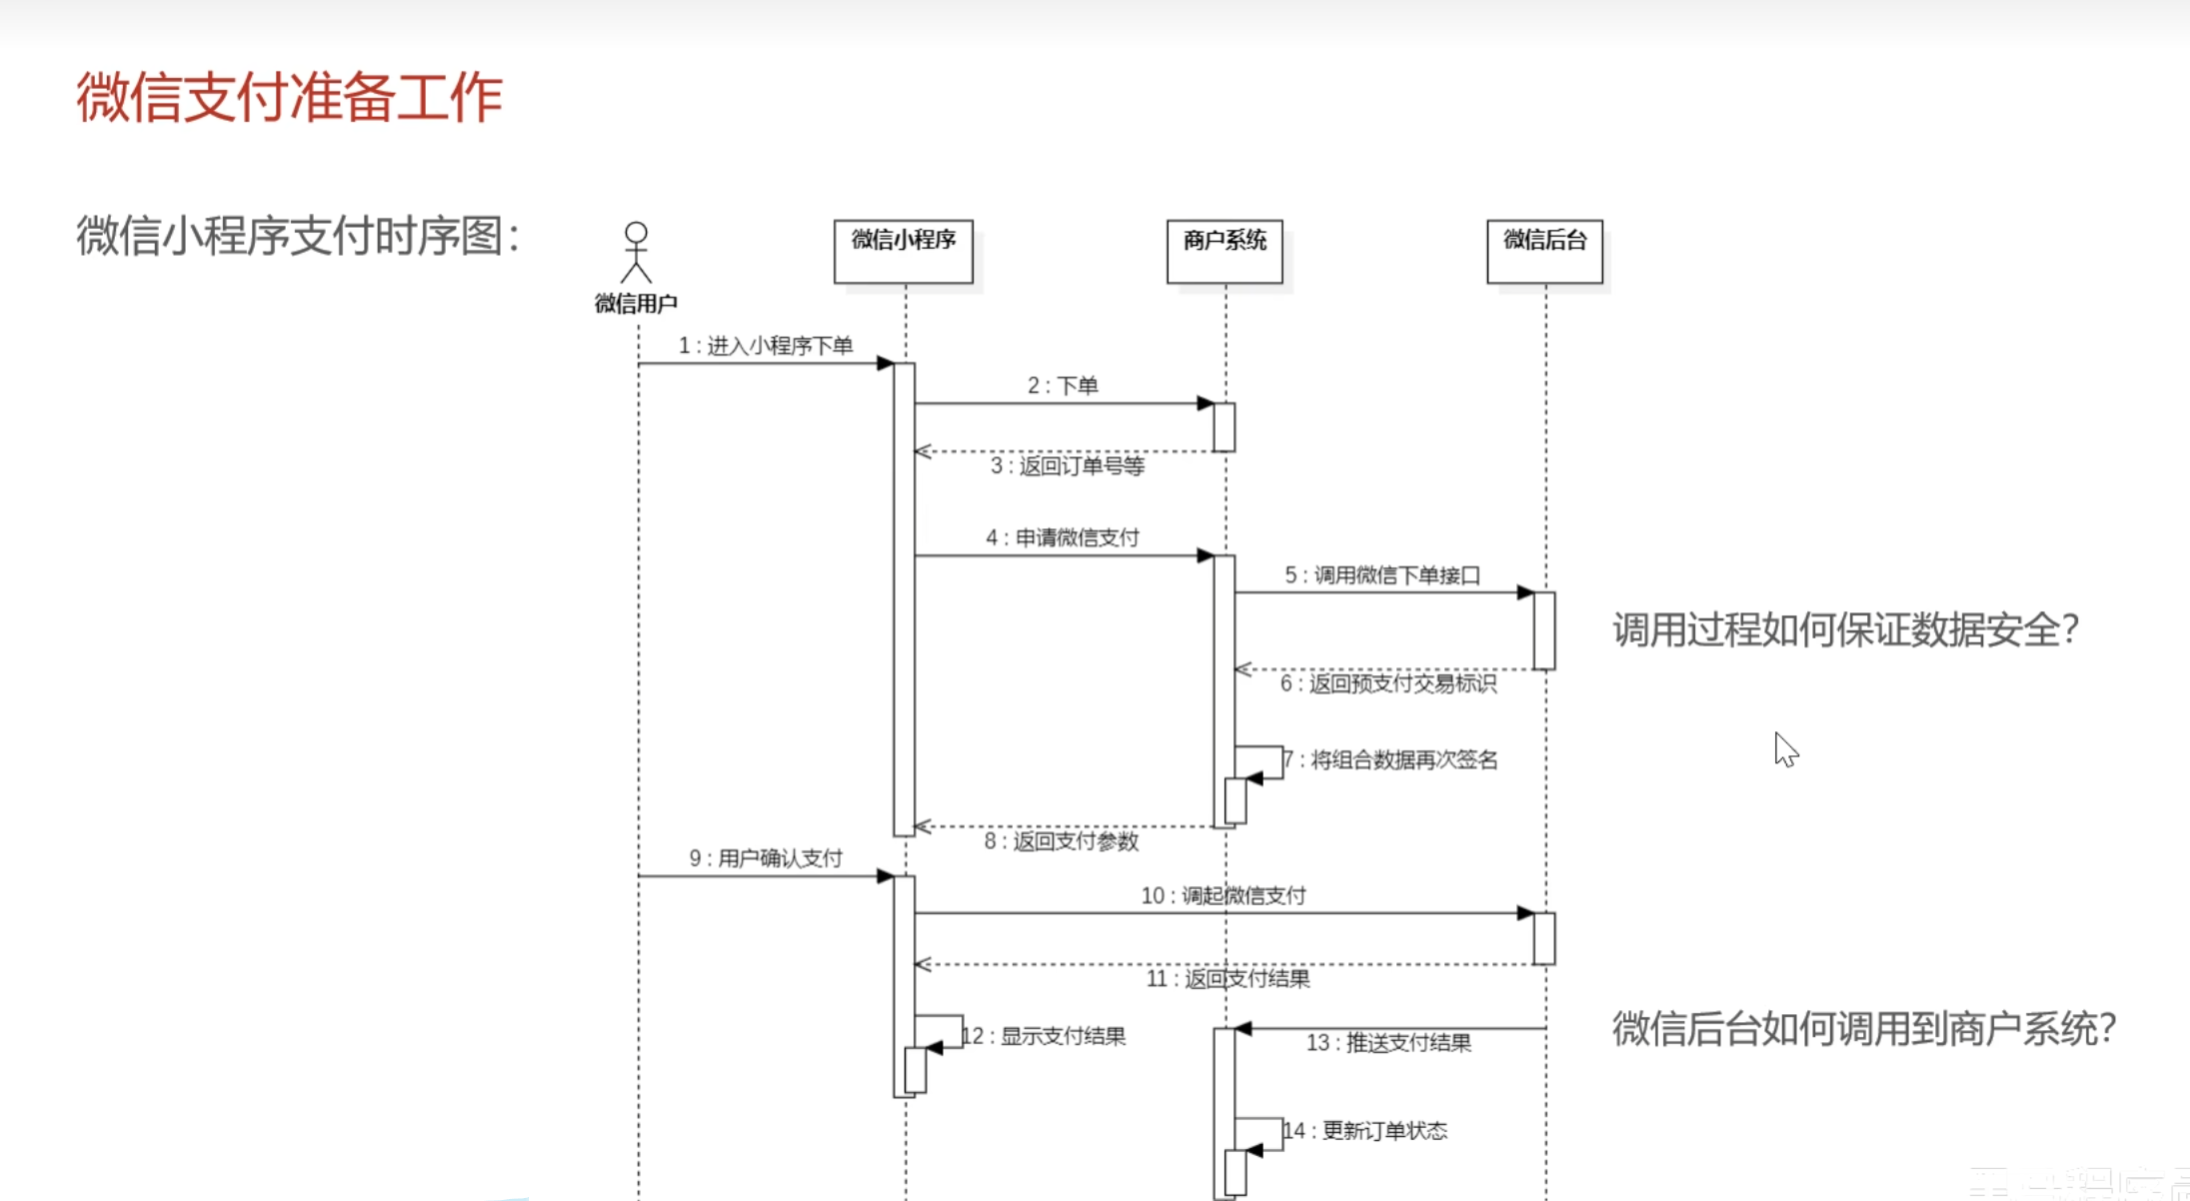 微信支付准备工作
微信小程序支付时序图：
微信用户
微信小程序
商户系统
微信后台
1 : 进入小程序下单
2 : 下单
3 : 返回订单号等
4 : 申请微信支付
5 : 调用微信下单接口
调用过程如何保证数据安全？
6 : 返回预支付交易标识
7 : 将组合数据再次签名
8 : 返回支付参数
9 : 用户确认支付
10 : 调起微信支付
11 : 返回支付结果
12 : 显示支付结果
13 : 推送支付结果
微信后台如何调用到商户系统？
14 : 更新订单状态